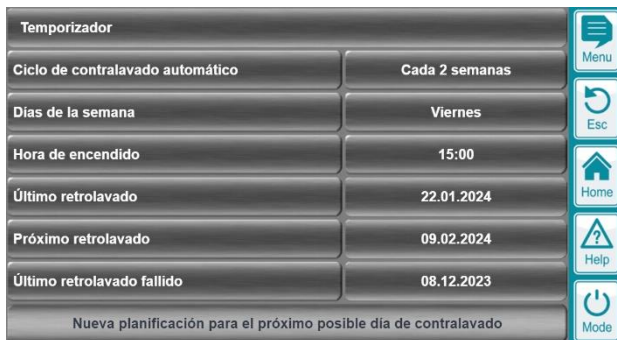 Temporizador
Menu
Ciclo de contralavado automático Cada 2 semanas
Días de la semana Viernes
Esc
Hora de encendido 15:00
Home
Último retrolavado 22.01.2024
Próximo retrolavado 09.02.2024
Help
Último retrolavado fallido 08.12.2023
Nueva planificación para el próximo posible día de contralavado
Mode